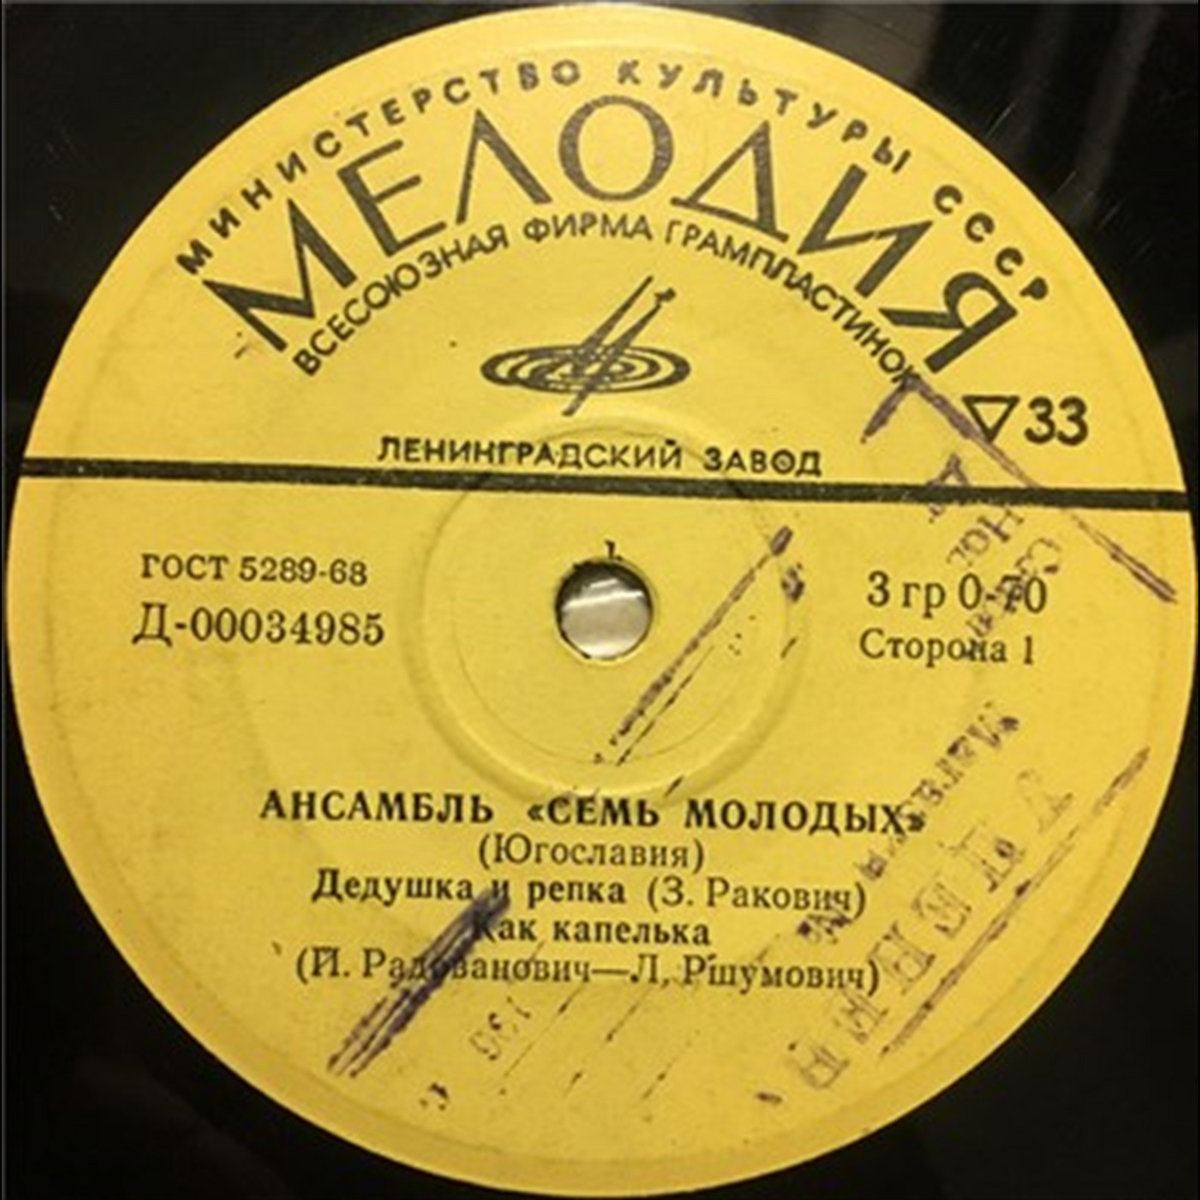 МИНИСТЕРСТВО КУЛЬТУРЫ СССР
МЕЛОДИЯ
ВСЕСОЮЗНАЯ ФИРМА ГРАМПЛАСТИНОК
33
ЛЕНИНГРАДСКИЙ ЗАВОД
ГОСТ 5289-68
Д-00034985
3 гр 0-70
Сторона 1
АНСАМБЛЬ «СЕМЬ МОЛОДЫХ»
(Югославия)
Дедушка и репка (З. Ракович)
Как капелька
(Й. Радованович—Л. Ршумович)